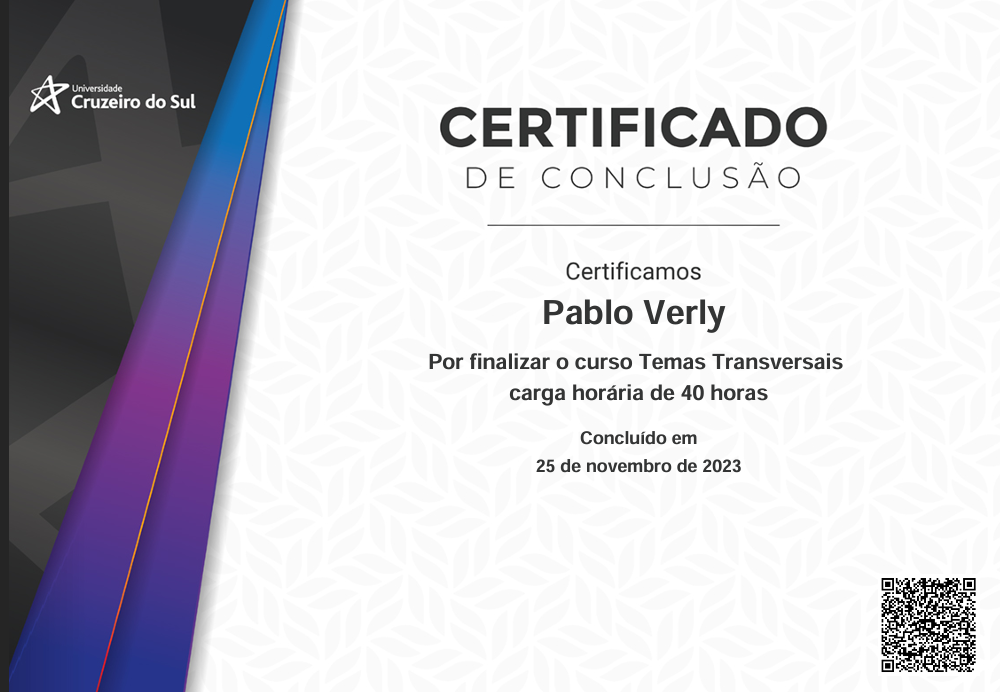 Universidade
Cruzeiro do Sul
CERTIFICADO
DE CONCLUSÃO
Certificamos
Pablo Verly
Por finalizar o curso Temas Transversais
carga horária de 40 horas
Concluído em
25 de novembro de 2023